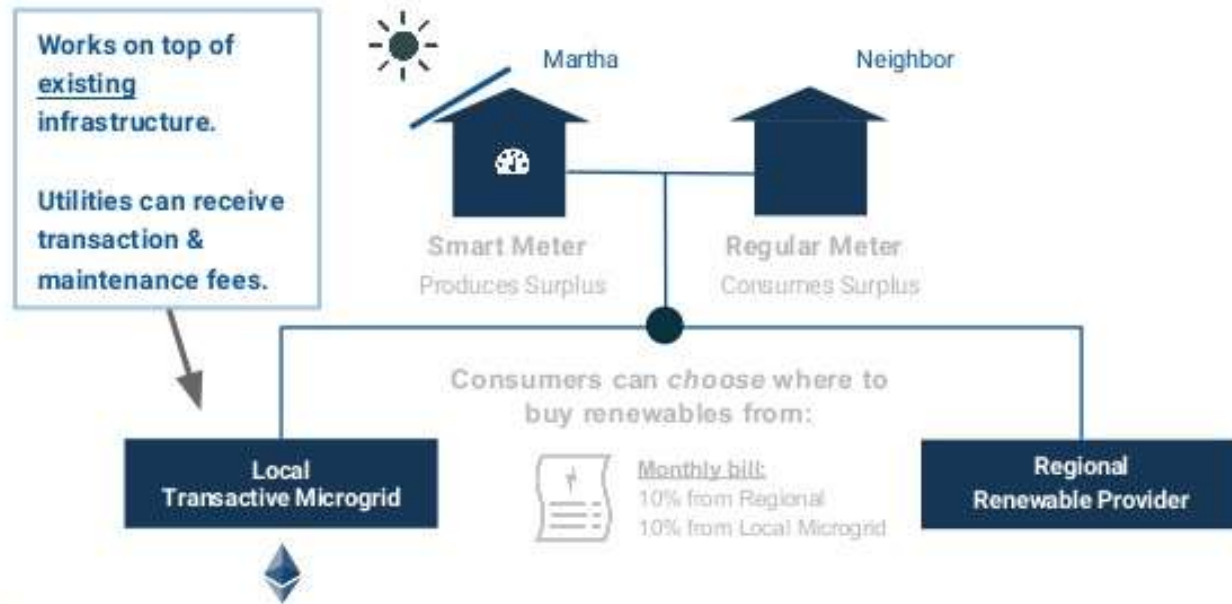 Works on top of
existing
infrastructure.
Utilities can receive
transaction &
maintenance fees.
Martha
Neighbor
Smart Meter
Produces Surplus
Regular Meter
Consumes Surplus
Consumers can choose where to
buy renewables from:
Monthly bill:
10% from Regional
10% from Local Microgrid
Local
Transactive Microgrid
Regional
Renewable Provider